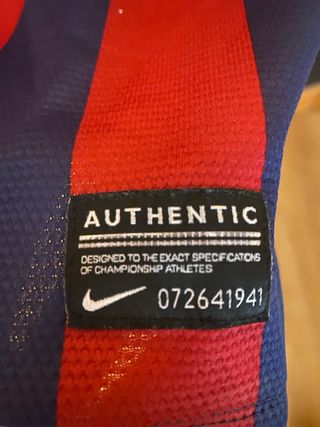 AUTHENTIC
DESIGNED TO THE EXACT SPECIFICATIONS
OF CHAMPIONSHIP ATHLETES
072641941